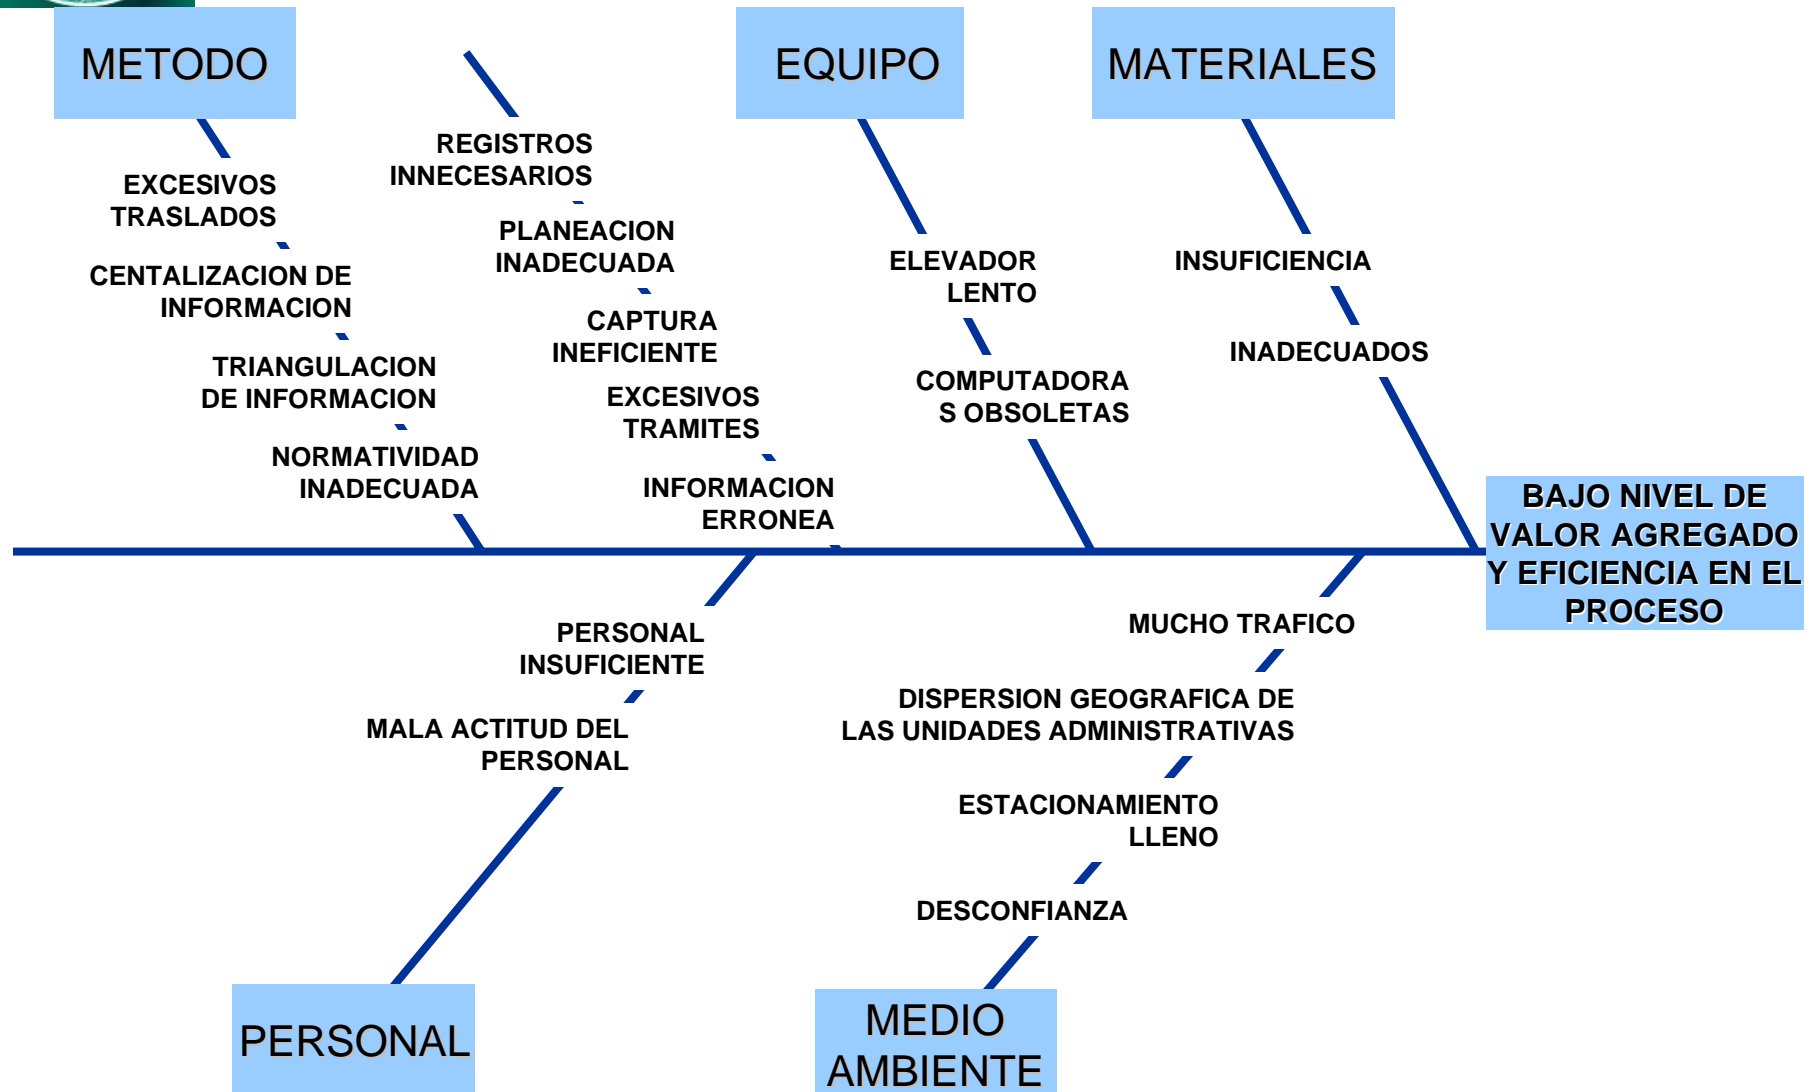 METODO
EQUIPO
MATERIALES
EXCESIVOS
TRASLADOS
CENTALIZACION DE
INFORMACION
TRIANGULACION
DE INFORMACION
NORMATIVIDAD
INADECUADA
REGISTROS
INNECESARIOS
PLANEACION
INADECUADA
CAPTURA
INEFICIENTE
EXCESIVOS
TRAMITES
INFORMACION
ERRONEA
ELEVADOR
LENTO
COMPUTADORA
S OBSOLETAS
INSUFICIENCIA
INADECUADOS
BAJO NIVEL DE
VALOR AGREGADO
Y EFICIENCIA EN EL
PROCESO
PERSONAL
INSUFICIENTE
MALA ACTITUD DEL
PERSONAL
MUCHO TRAFICO
DISPERSION GEOGRAFICA DE
LAS UNIDADES ADMINISTRATIVAS
ESTACIONAMIENTO
LLENO
DESCONFIANZA
PERSONAL
MEDIO
AMBIENTE